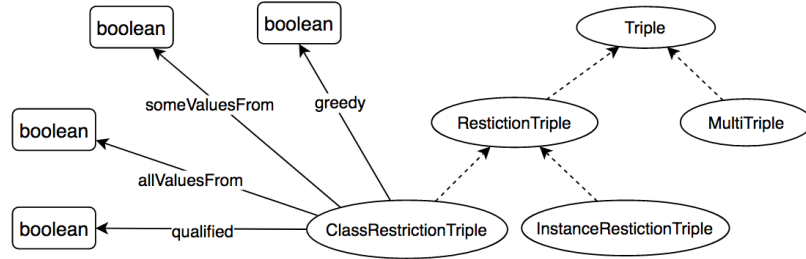 boolean
boolean
Triple
someValuesFrom
greedy
boolean
RestictionTriple
MultiTriple
allValuesFrom
boolean
qualified
ClassRestrictionTriple
InstanceRestictionTriple